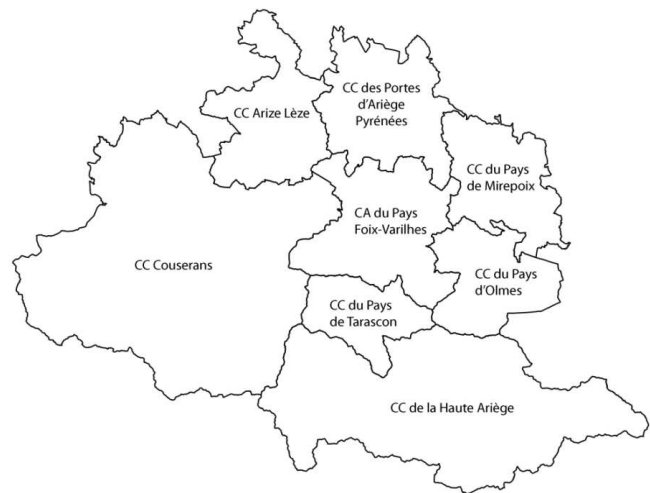 CC des Portes
d'Ariège
Pyrénées
CC Arize Lèze
CC du Pays
de Mirepoix
CA du Pays
Foix-Varilhes
CC Couserans
CC du Pays
d'Olmes
CC du Pays
de Tarascon
CC de la Haute Ariège